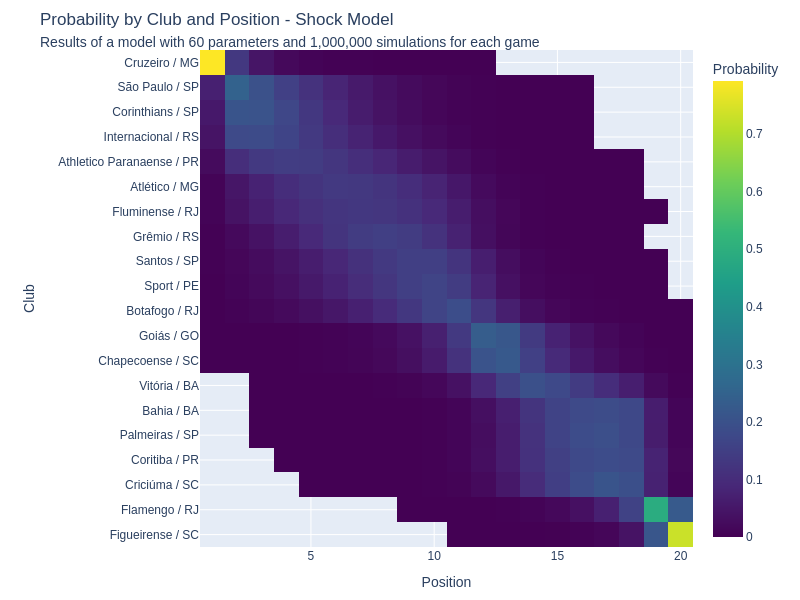 Probability by Club and Position - Shock Model
Results of a model with 60 parameters and 1,000,000 simulations for each game
Probability
Club
Cruzeiro / MG
São Paulo / SP
Corinthians / SP
Internacional / RS
Athletico Paranaense / PR
Atlético / MG
Fluminense / RJ
Grêmio / RS
Santos / SP
Sport / PE
Botafogo / RJ
Goiás / GO
Chapecoense / SC
Vitória / BA
Bahia / BA
Palmeiras / SP
Coritiba / PR
Criciúma / SC
Flamengo / RJ
Figueirense / SC
0.7
0.6
0.5
0.4
0.3
0.2
0.1
0
5 10 15 20
Position